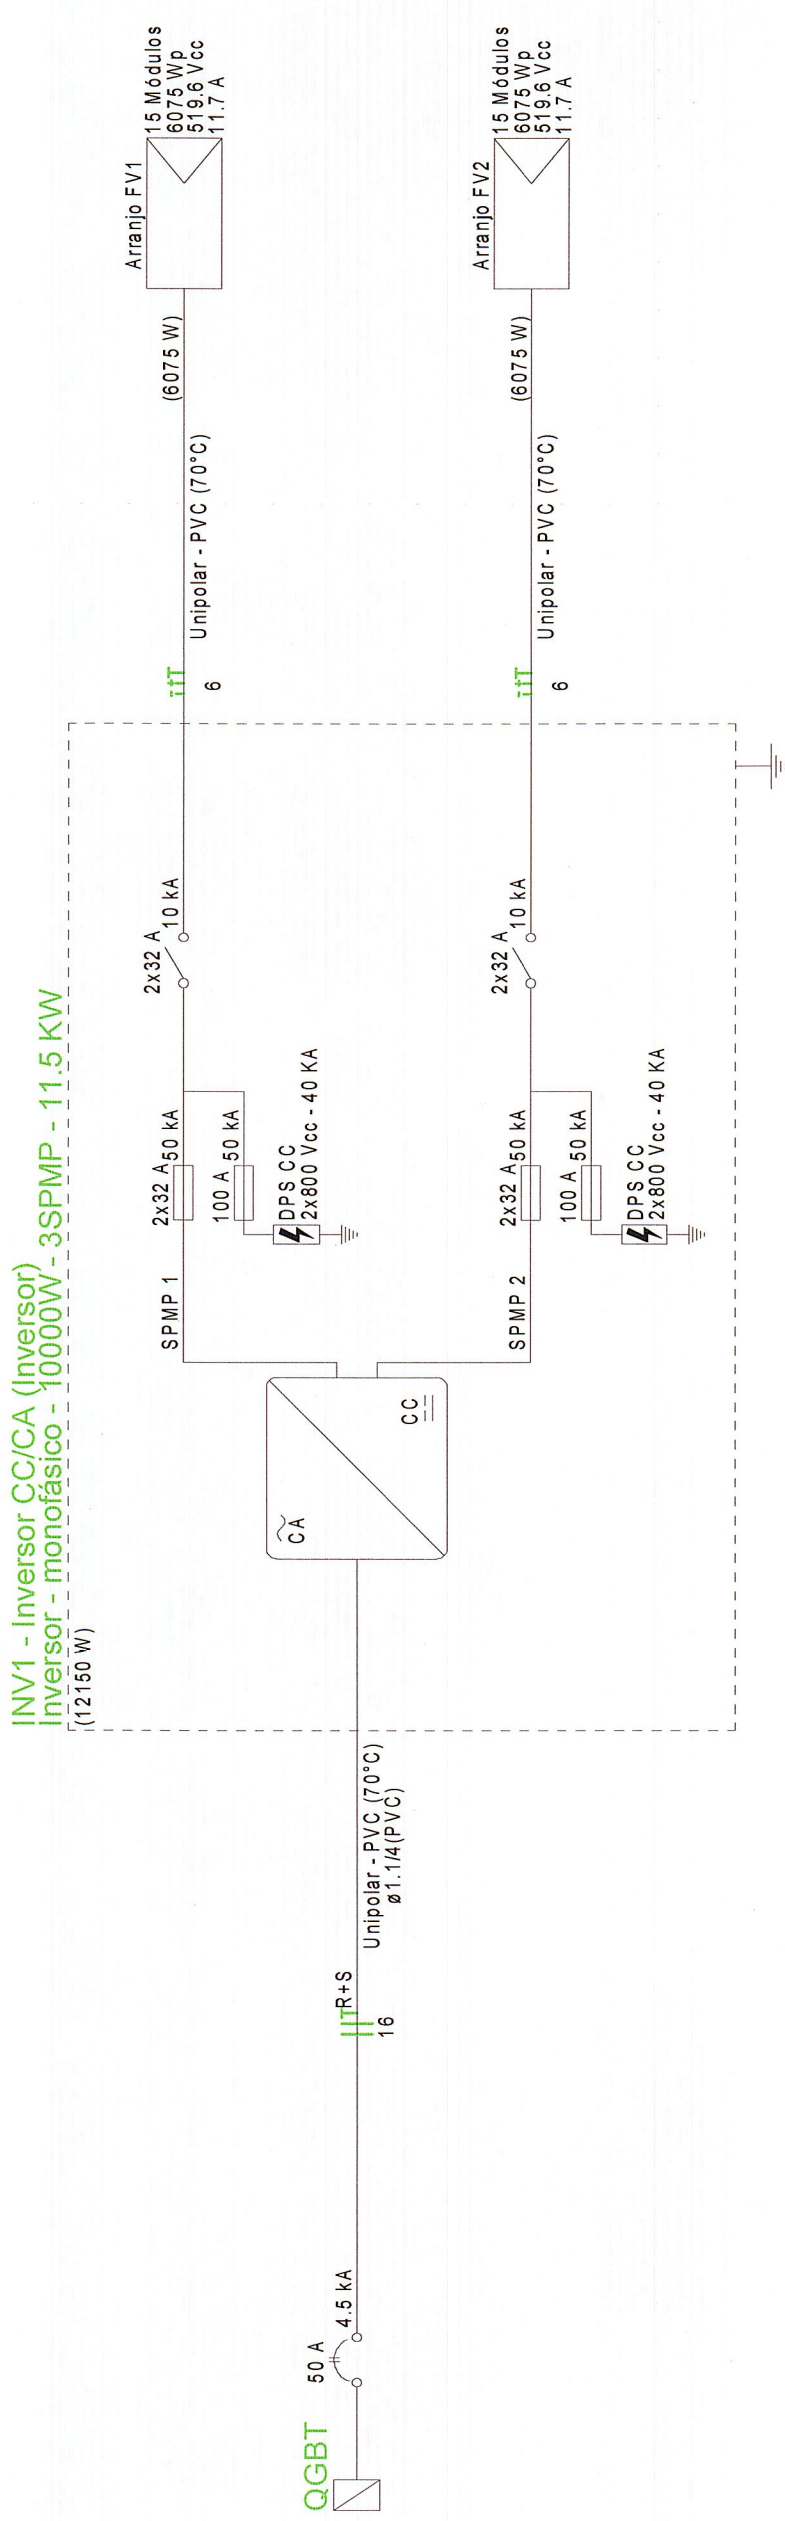 INV1 - Inversor CC/CA (Inversor)
Inversor - monofásico - 10000W - 3SPMP - 11.5 KW
(12150 W)
QGBT
50 A
4.5 kA
R+S
T
16
Unipolar - PVC (70°C)
ø1.1/4(PVC)
CA
CC
SPMP 1
2x32 A
50 kA
100 A
50 kA
DPS CC
2x800 Vcc - 40 KA
2x32 A
10 kA
T
6
Unipolar - PVC (70°C)
(6075 W)
Arranjo FV1
15 Módulos
6075 Wp
519.6 Vcc
11.7 A
SPMP 2
2x32 A
50 kA
100 A
50 kA
DPS CC
2x800 Vcc - 40 KA
2x32 A
10 kA
T
6
Unipolar - PVC (70°C)
(6075 W)
Arranjo FV2
15 Módulos
6075 Wp
519.6 Vcc
11.7 A